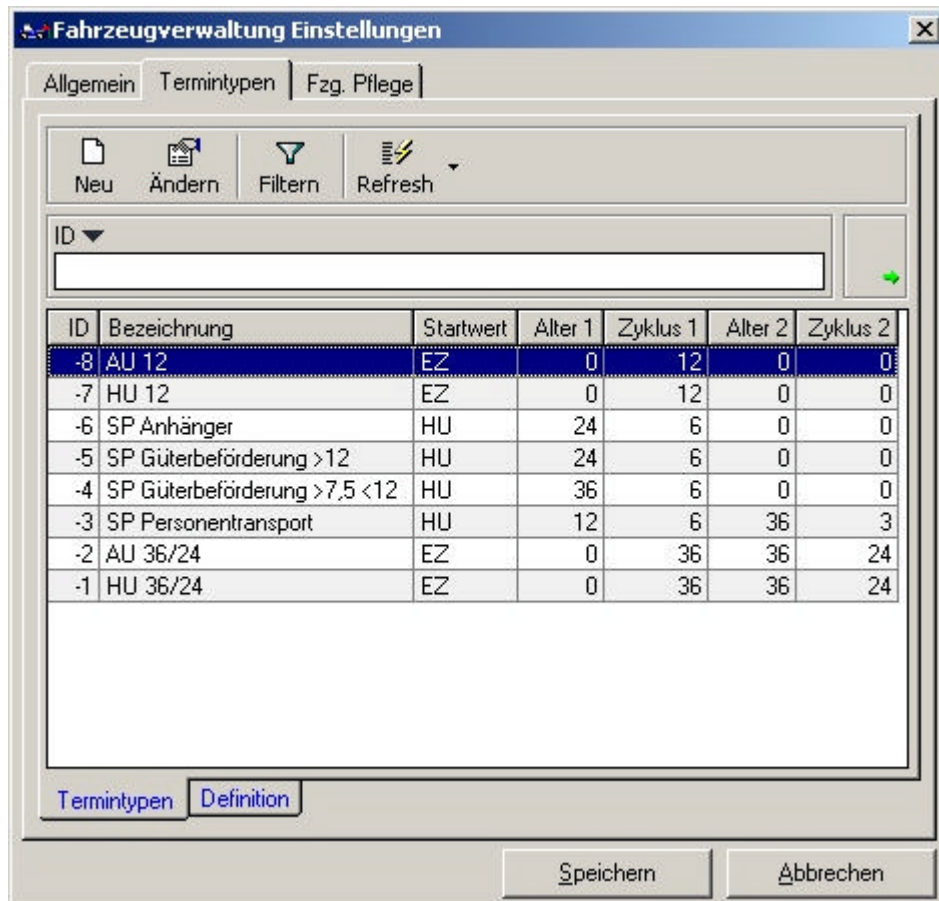 Fahrzeugverwaltung Einstellungen
Allgemein Termintypen Fzg. Pflege
Neu Ändern Filtern Refresh
ID
ID Bezeichnung Startwert Alter 1 Zyklus 1 Alter 2 Zyklus 2
-8 AU 12 EZ 0 12 0 0
-7 HU 12 EZ 0 12 0 0
-6 SP Anhänger HU 24 6 0 0
-5 SP Güterbeförderung >12 HU 24 6 0 0
-4 SP Güterbeförderung >7,5 <12 HU 36 6 0 0
-3 SP Personentransport HU 12 6 36 3
-2 AU 36/24 EZ 0 36 36 24
-1 HU 36/24 EZ 0 36 36 24
Termintypen Definition
Speichern Abbrechen